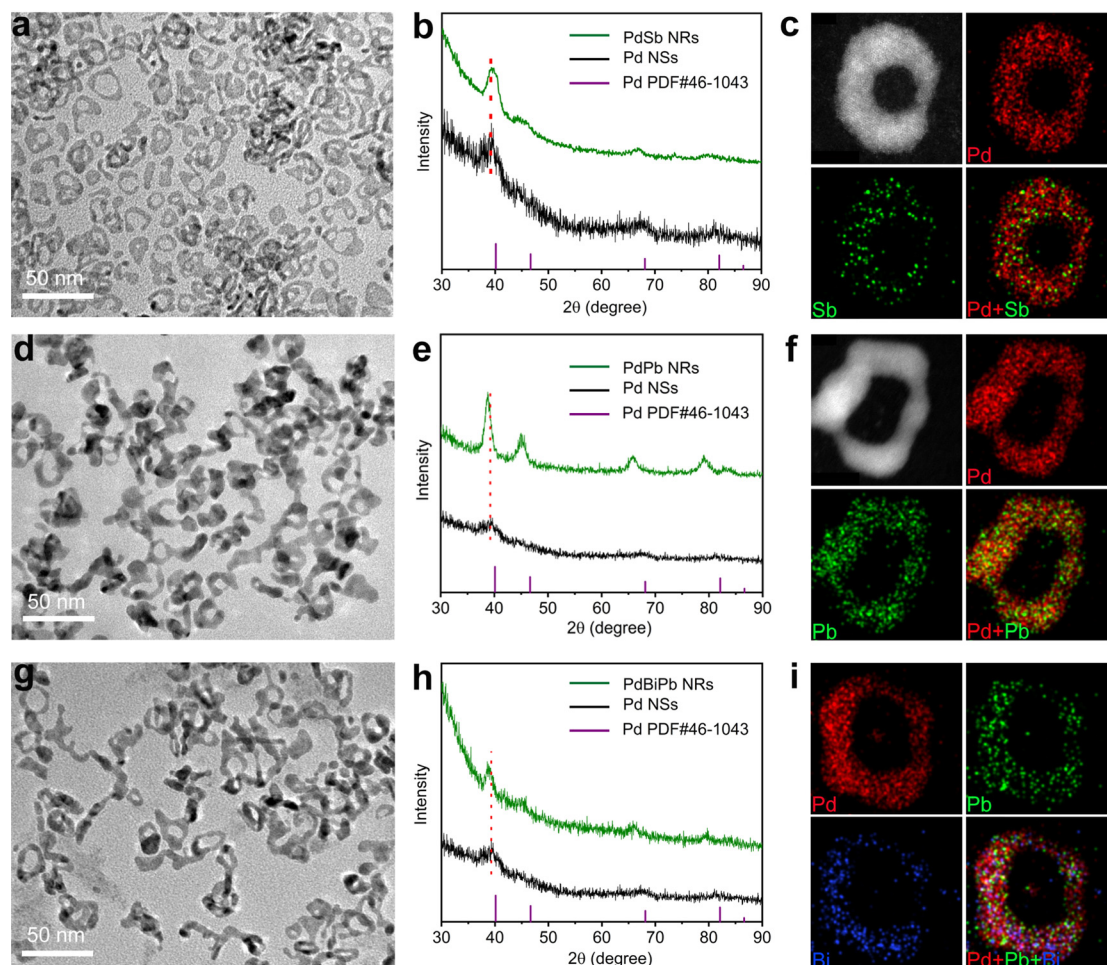 a
50 nm
b
PdSb NRs
Pd NSs
Pd PDF#46-1043
Intensity
30 40 50 60 70 80 90
2θ (degree)
c
Pd
Sb
Pd+Sb
d
50 nm
e
PdPb NRs
Pd NSs
Pd PDF#46-1043
Intensity
30 40 50 60 70 80 90
2θ (degree)
f
Pd
Pb
Pd+Pb
g
50 nm
h
PdBiPb NRs
Pd NSs
Pd PDF#46-1043
Intensity
30 40 50 60 70 80 90
2θ (degree)
i
Pd
Pb
Bi
Pd+Pb+Bi